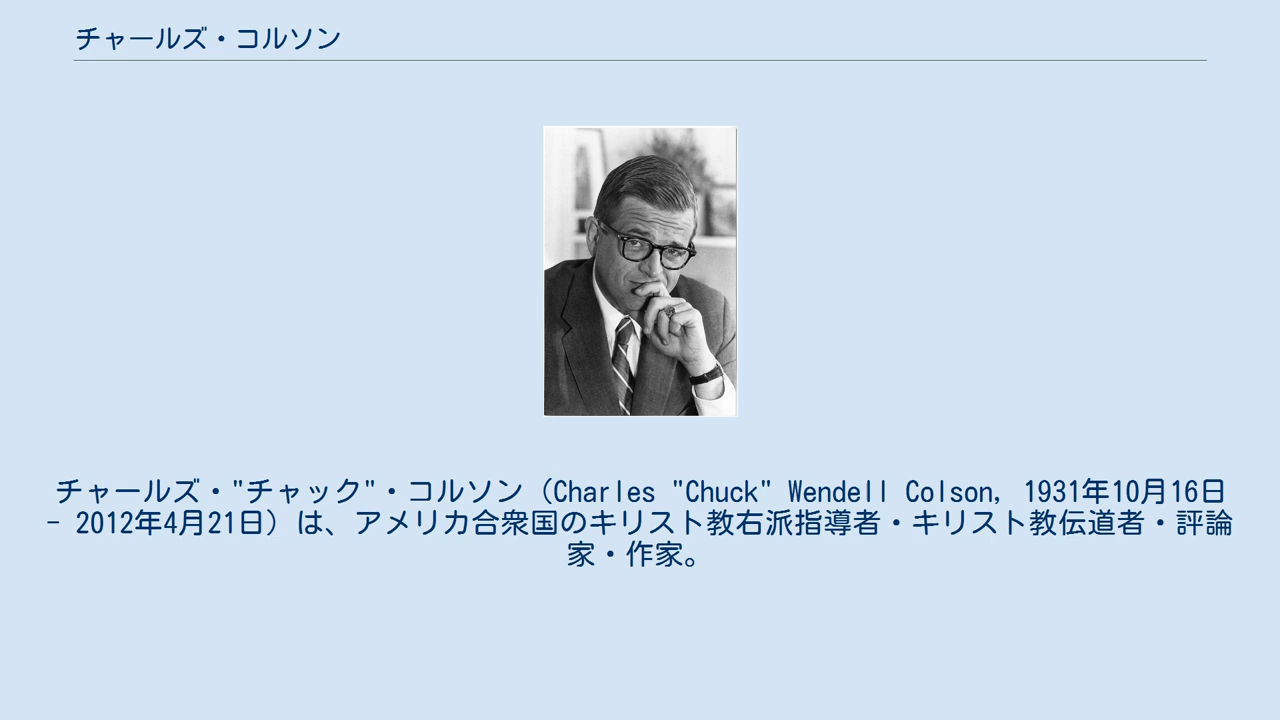 チャールズ・コルソン
チャールズ・"チャック"・コルソン（Charles "Chuck" Wendell Colson, 1931年10月16日
- 2012年4月21日）は、アメリカ合衆国のキリスト教右派指導者・キリスト教伝道者・評論
家・作家。